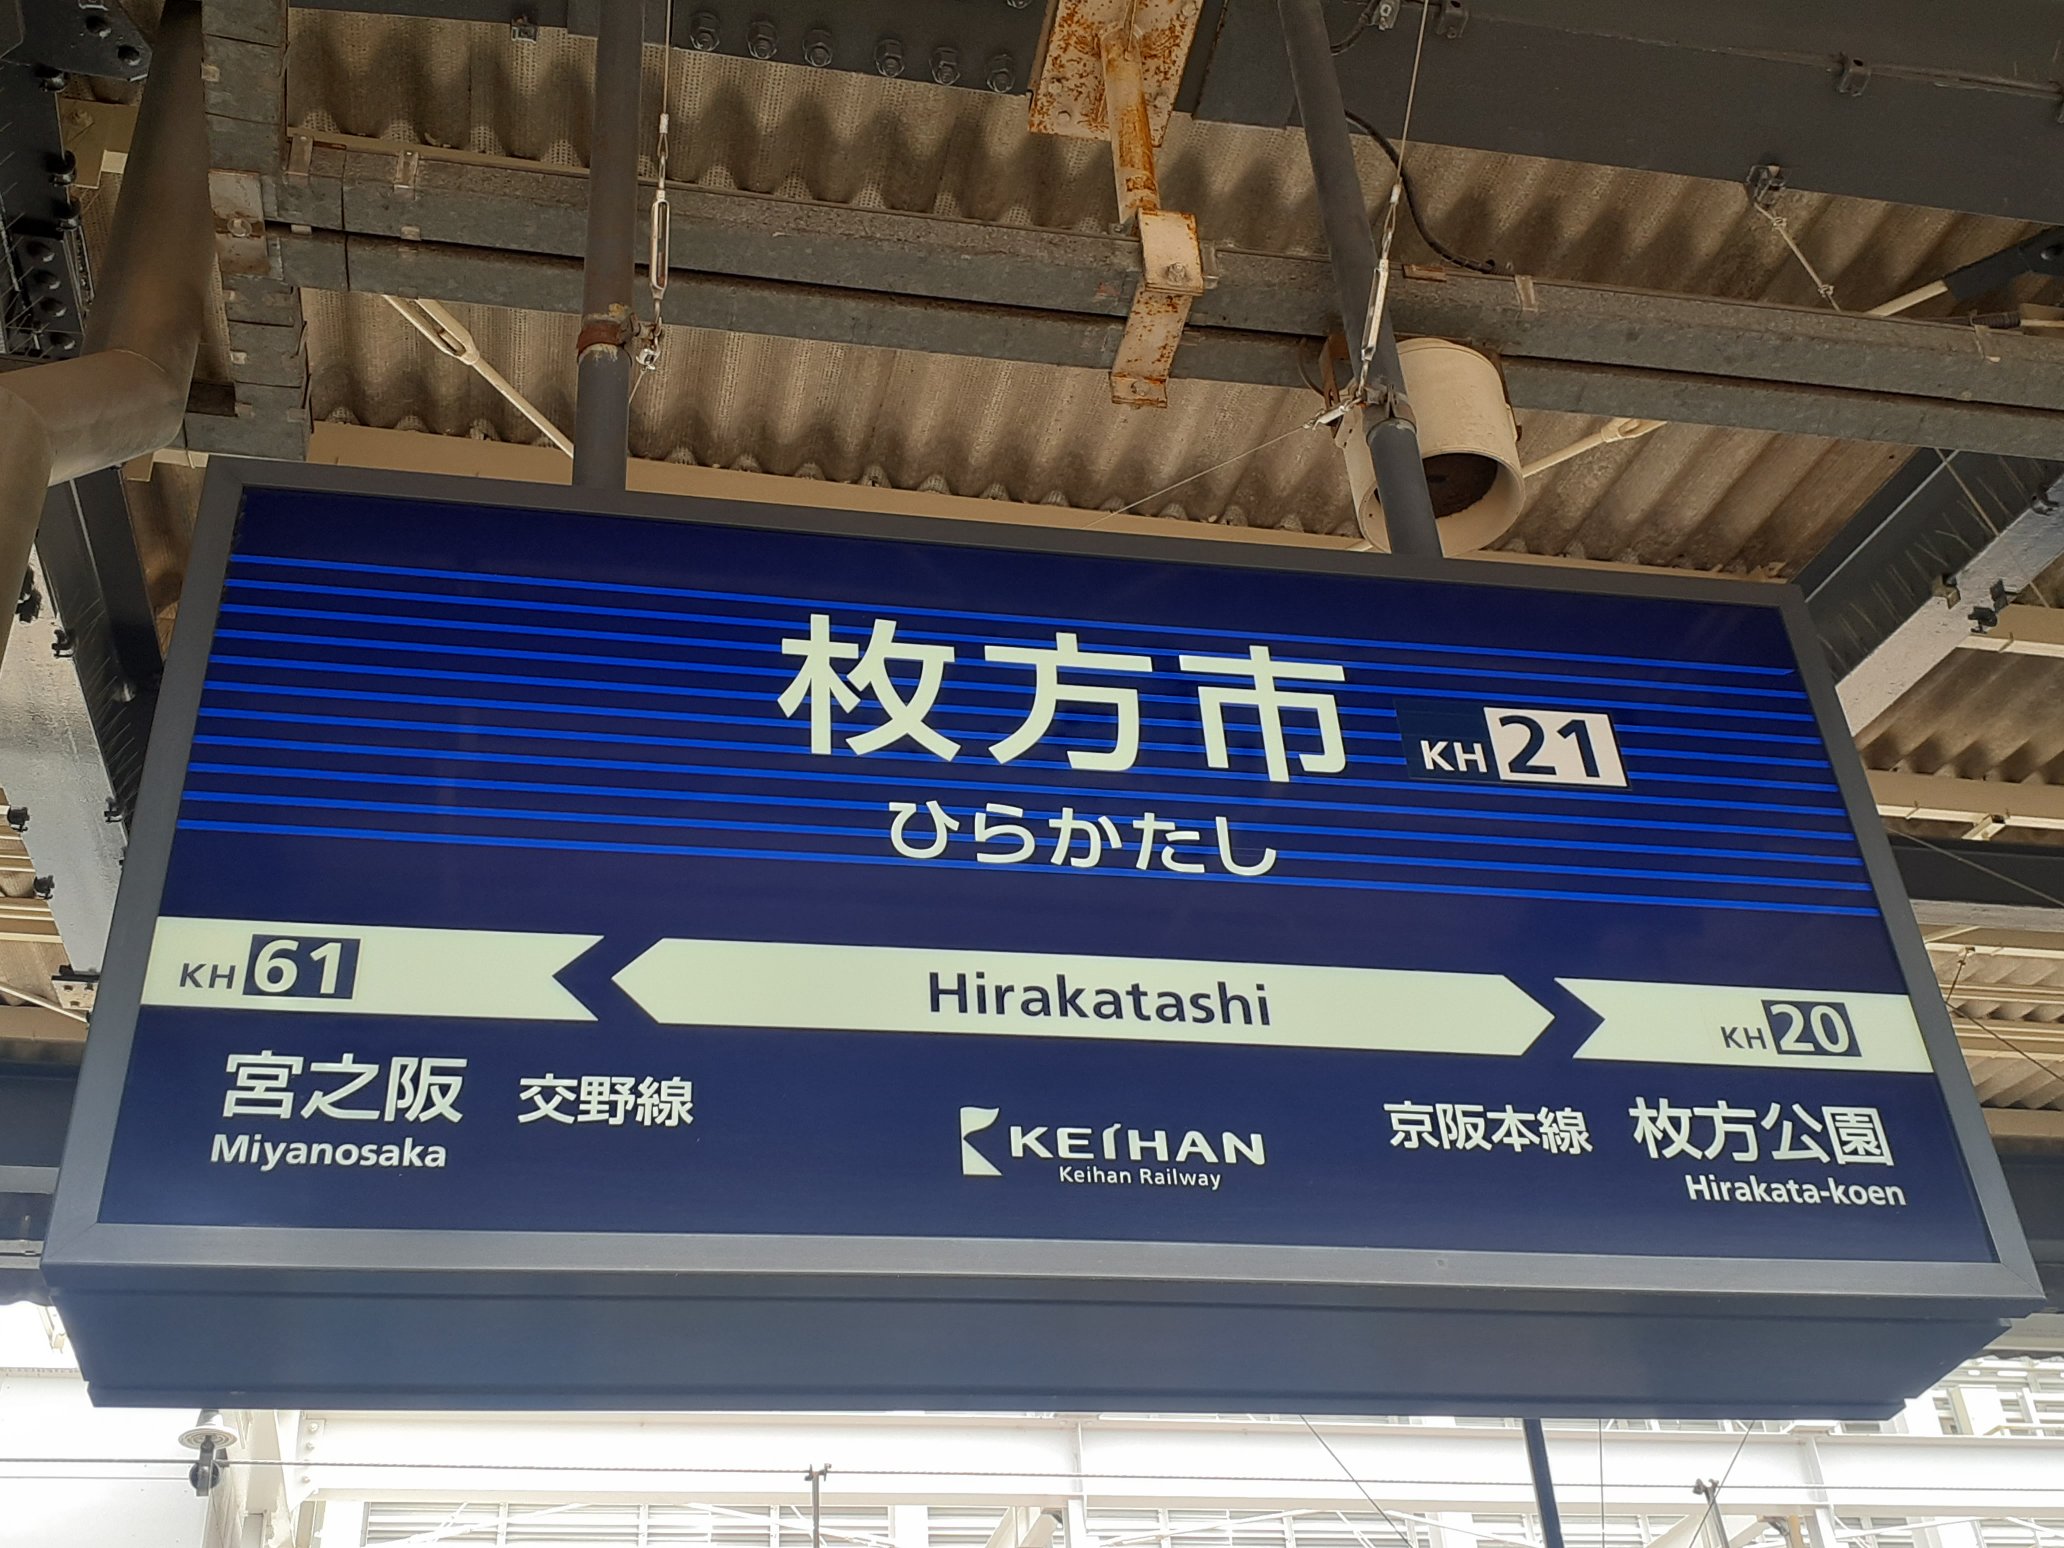 枚方市 KH 21
ひらかたし
KH 61 Hirakatashi KH 20
宮之阪 交野線 京阪本線 枚方公園
Miyanosaka KEIHAN Hirakata-koen
Keihan Railway